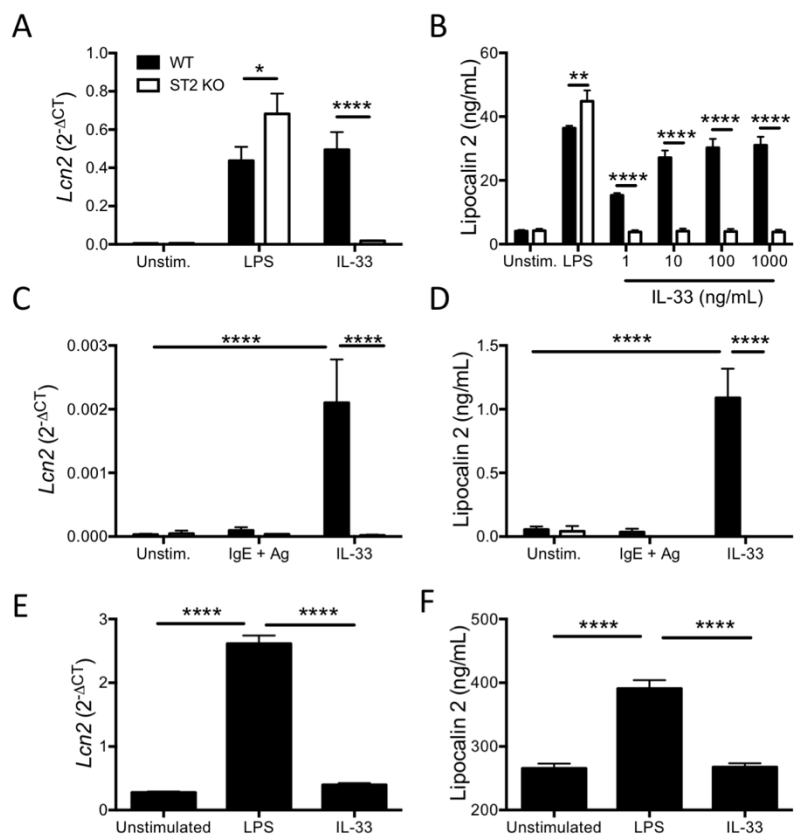 A
Lcn2 (2-ΔCT)
1.0
0.8
0.6
0.4
0.2
0.0
WT
ST2 KO
*
****
Unstim.
LPS
IL-33
B
Lipocalin 2 (ng/mL)
60
40
20
0
**
****
****
****
****
Unstim.
LPS
1
10
100
1000
IL-33 (ng/mL)
C
Lcn2 (2-ΔCT)
0.003
0.002
0.001
0.000
****
****
Unstim.
IgE + Ag
IL-33
D
Lipocalin 2 (ng/mL)
1.5
1.0
0.5
0.0
****
****
Unstim.
IgE + Ag
IL-33
E
Lcn2 (2-ΔCT)
3
2
1
0
****
****
Unstimulated
LPS
IL-33
F
Lipocalin 2 (ng/mL)
500
400
300
200
****
****
Unstimulated
LPS
IL-33